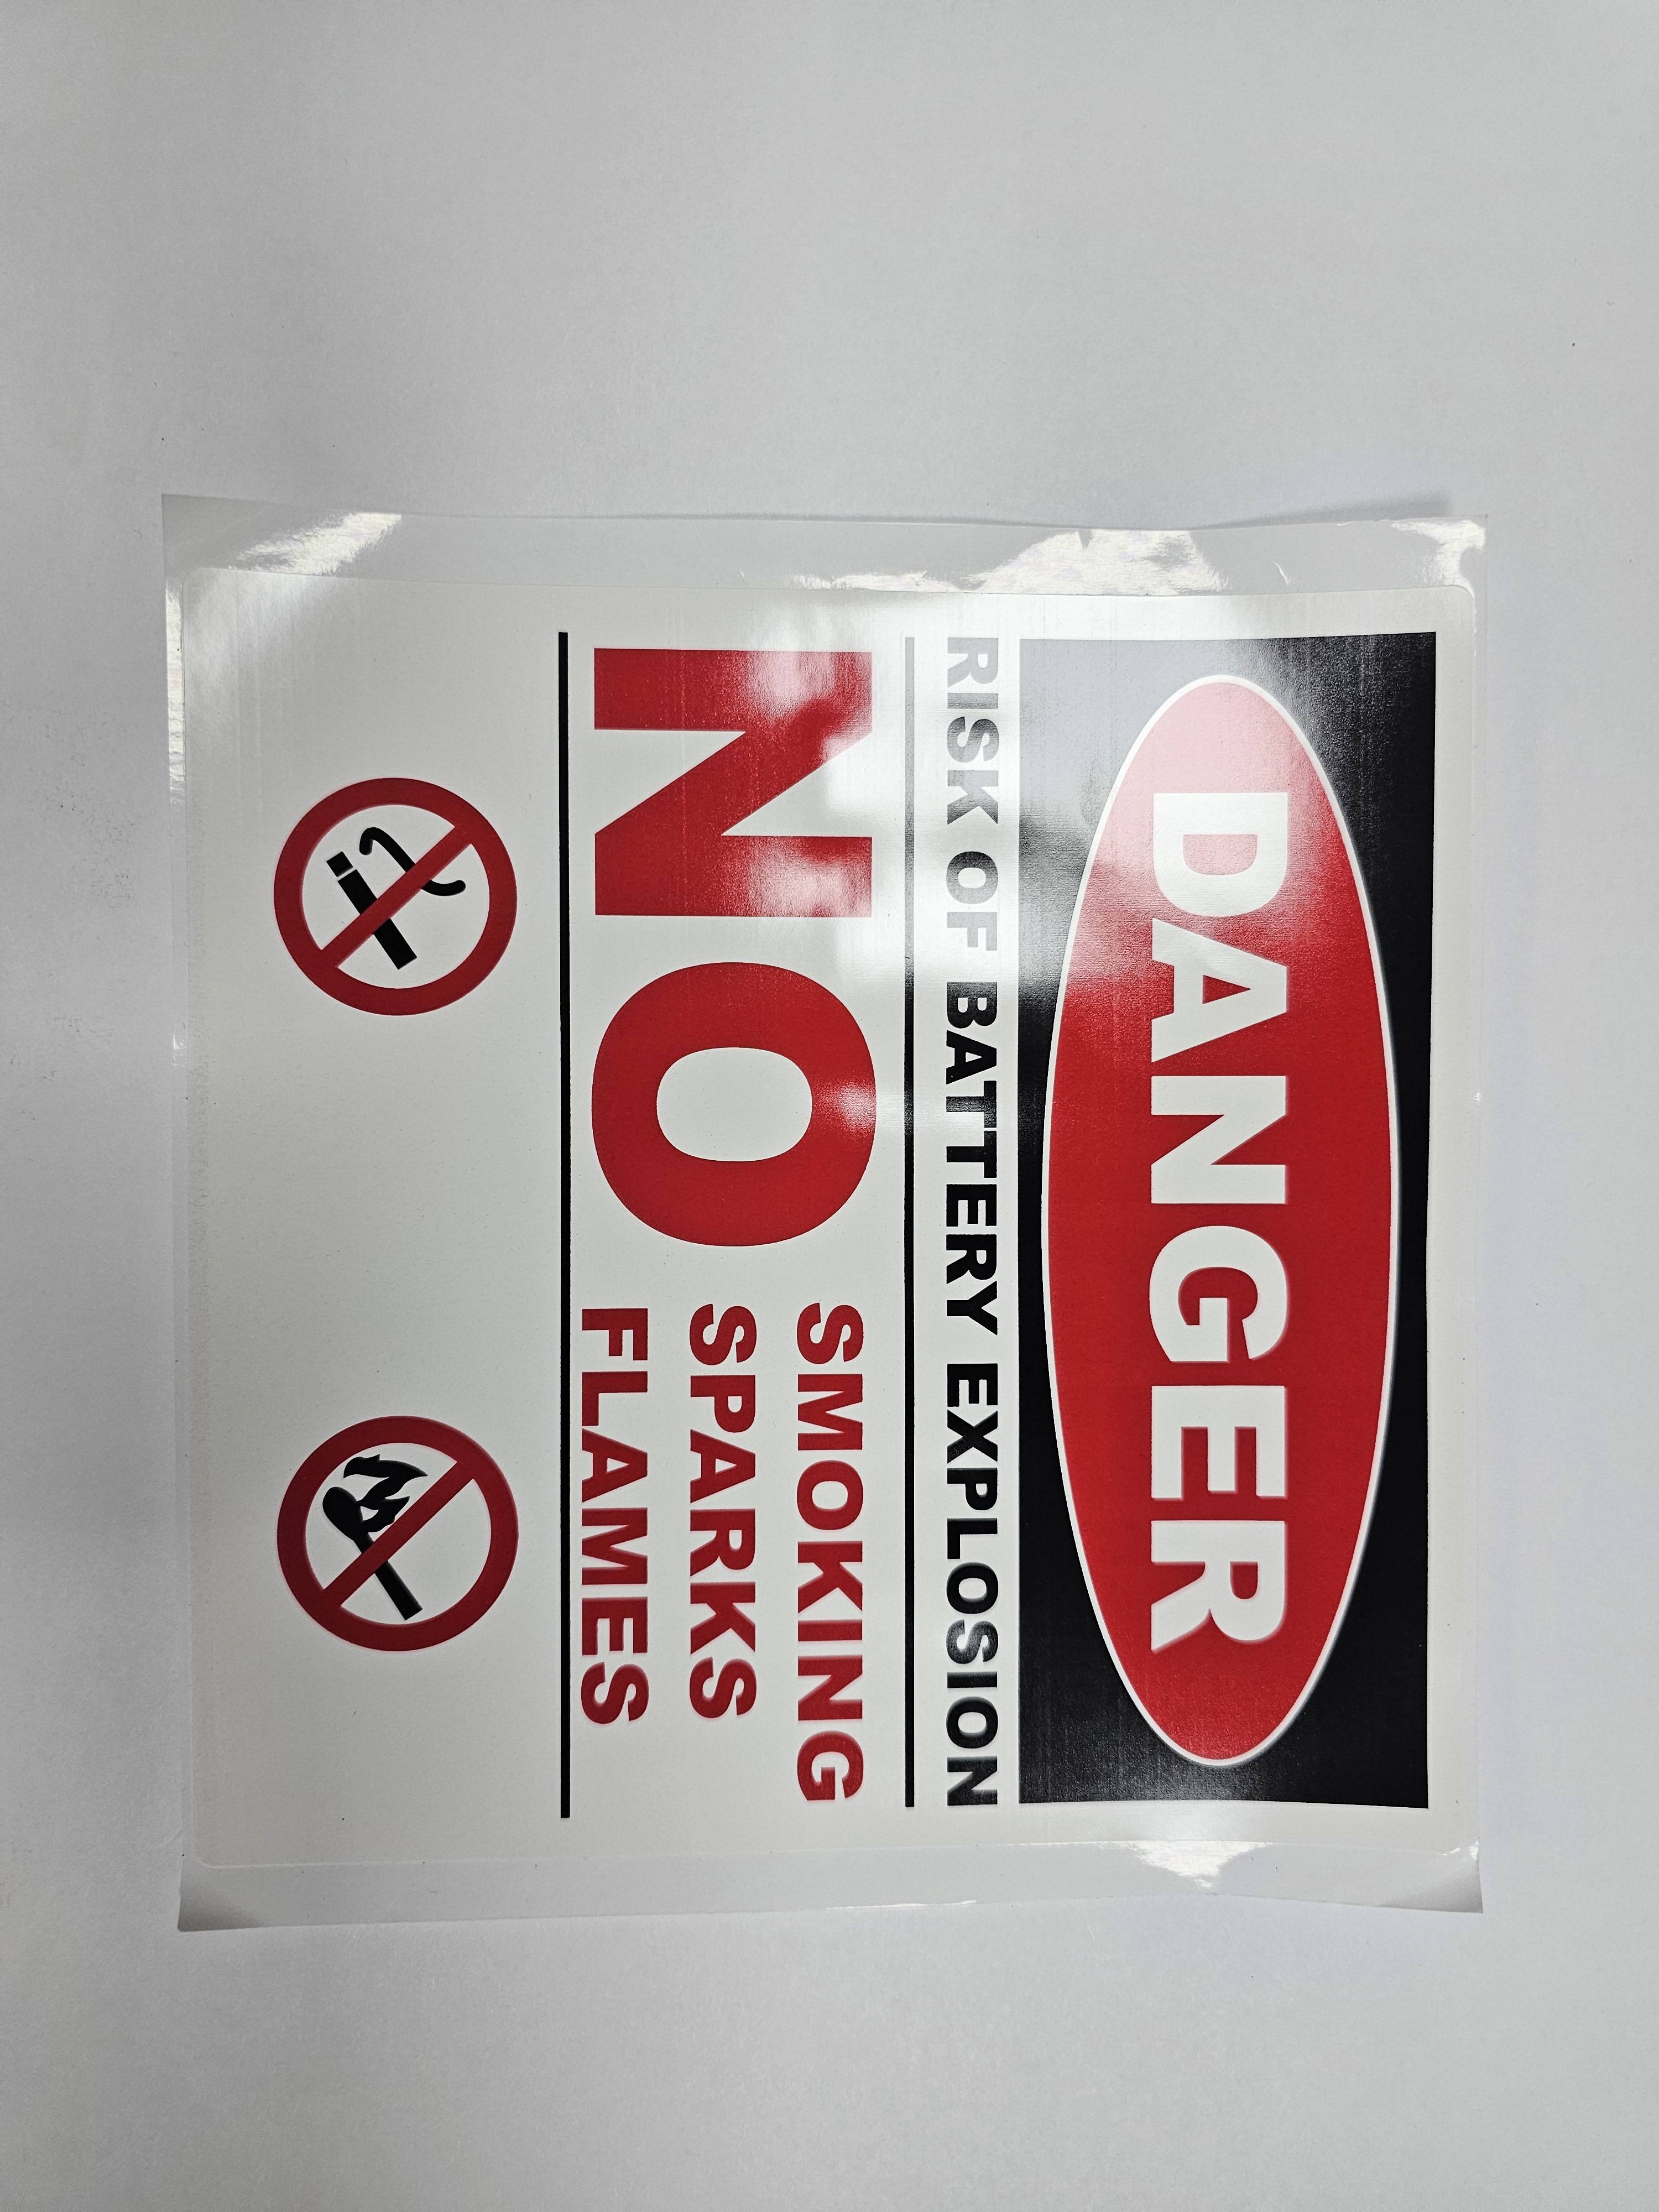 DANGER
RISK OF BATTERY EXPLOSION
NO
SMOKING
SPARKS
FLAMES